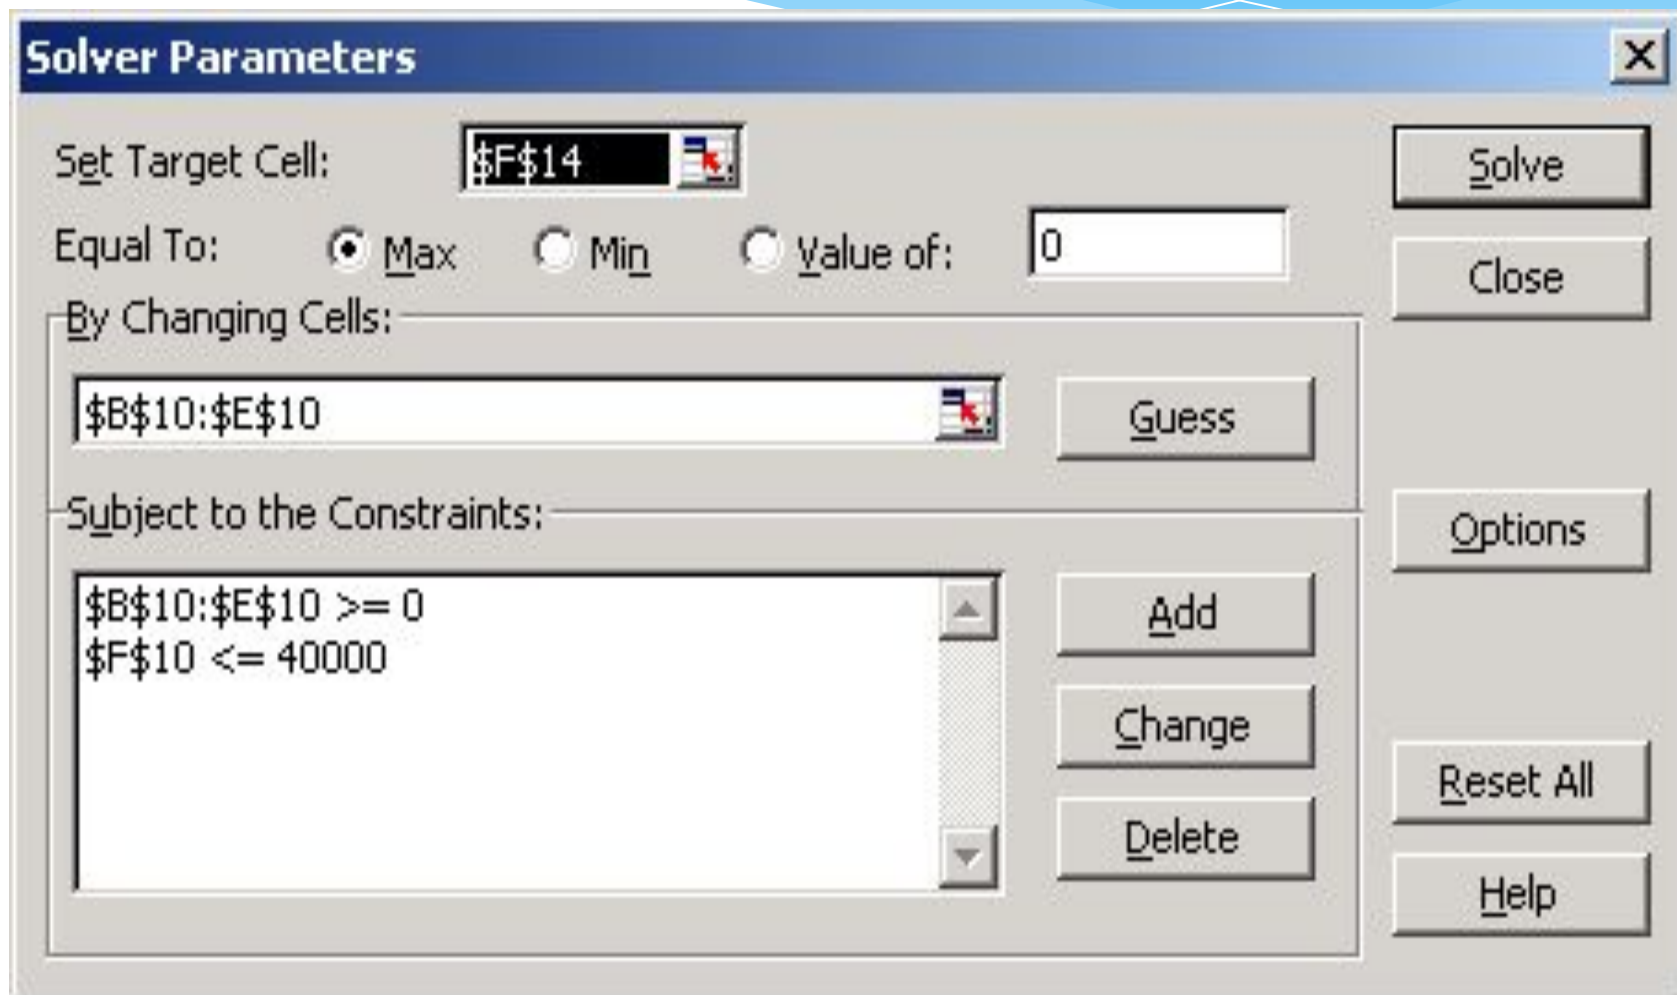 Solver Parameters
Set Target Cell: $F$14
Solve
Equal To: Max Min Value of: 0
Close
By Changing Cells:
$B$10:$E$10
Guess
Subject to the Constraints:
Options
$B$10:$E$10 >= 0
$F$10 <= 40000
Add
Change
Reset All
Delete
Help